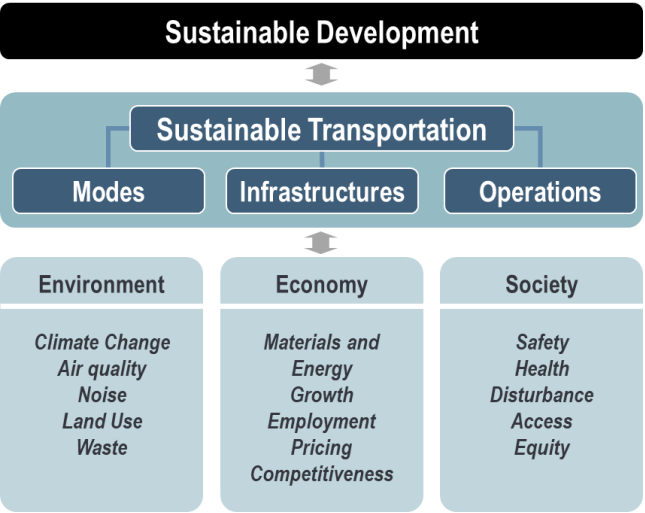 Sustainable Development
Sustainable Transportation
Modes
Infrastructures
Operations
Environment
Climate Change
Air quality
Noise
Land Use
Waste
Economy
Materials and
Energy
Growth
Employment
Pricing
Competitiveness
Society
Safety
Health
Disturbance
Access
Equity